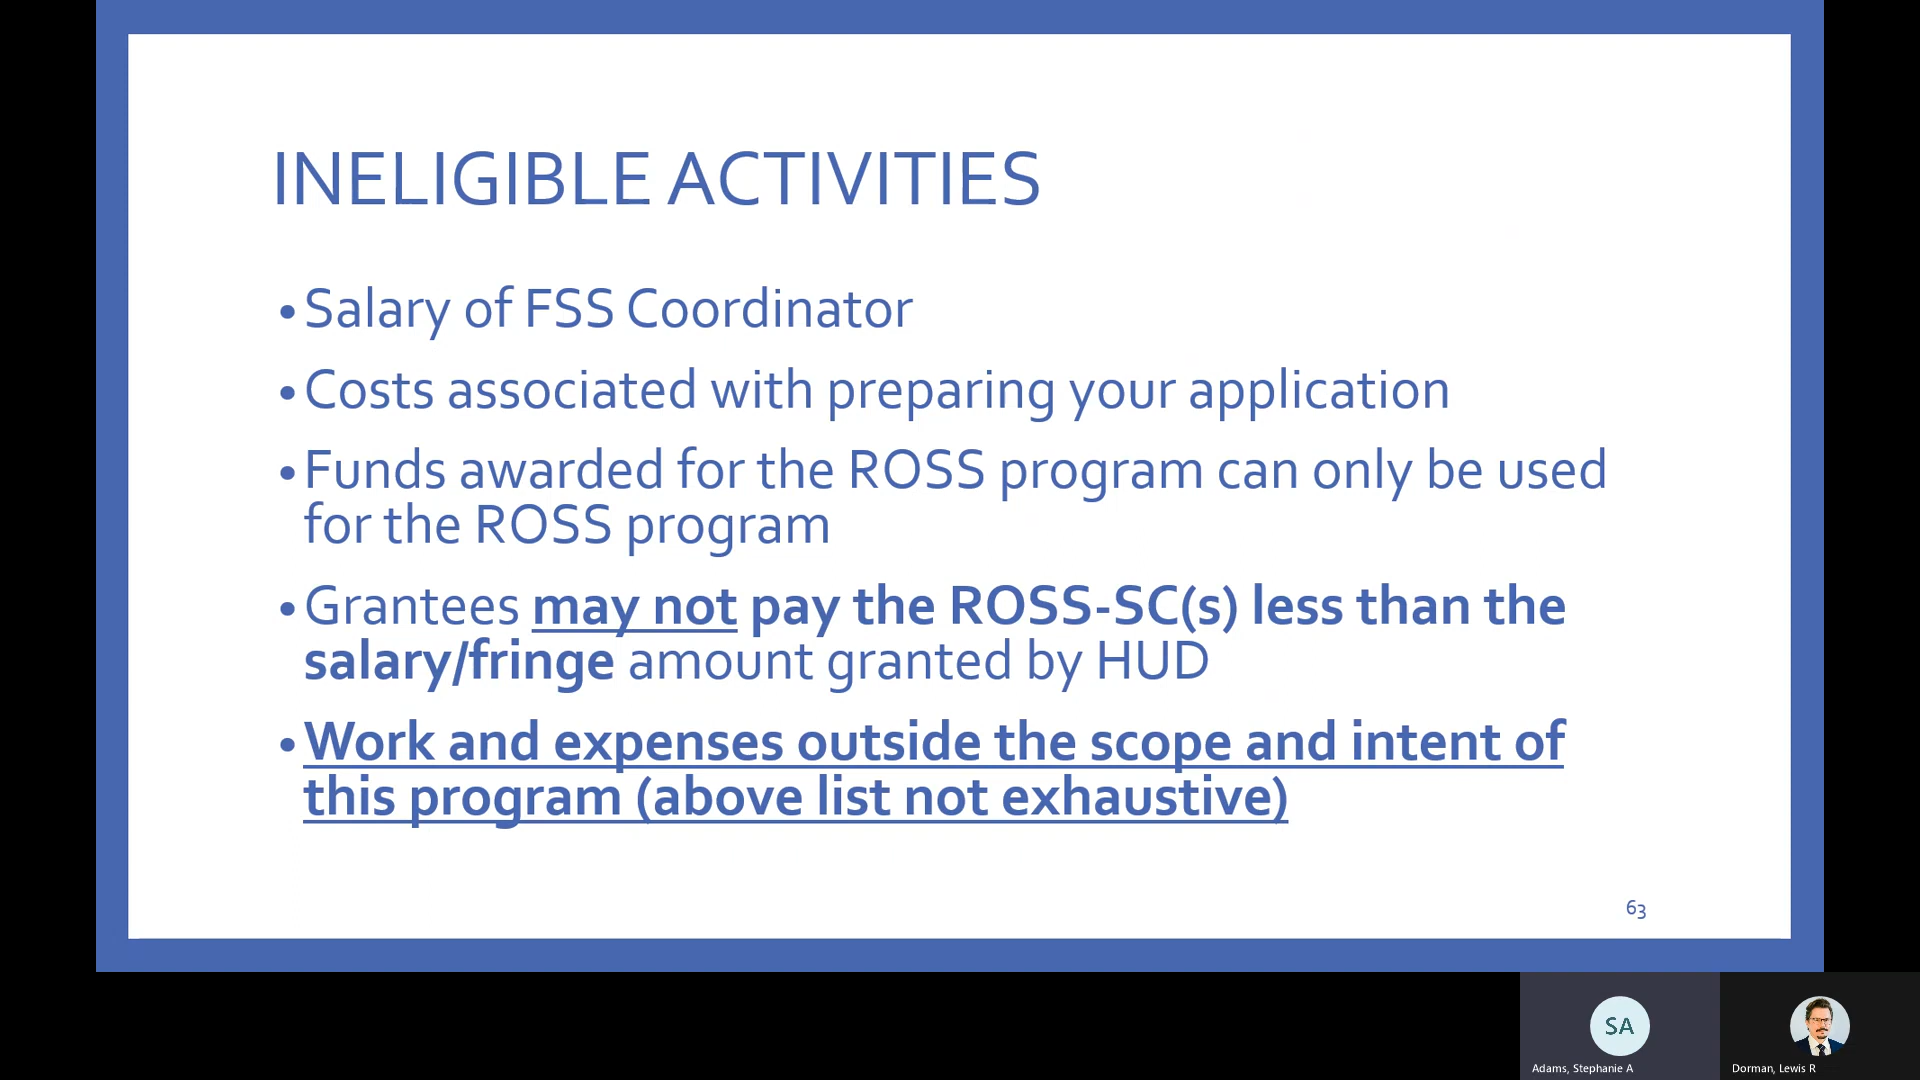 INELIGIBLE ACTIVITIES
• Salary of FSS Coordinator
• Costs associated with preparing your application
• Funds awarded for the ROSS program can only be used
for the ROSS program
• Grantees may not pay the ROSS-SC(s) less than the
salary/fringe amount granted by HUD
• Work and expenses outside the scope and intent of
this program (above list not exhaustive)
63
SA
Adams, Stephanie A
Dorman, Lewis R